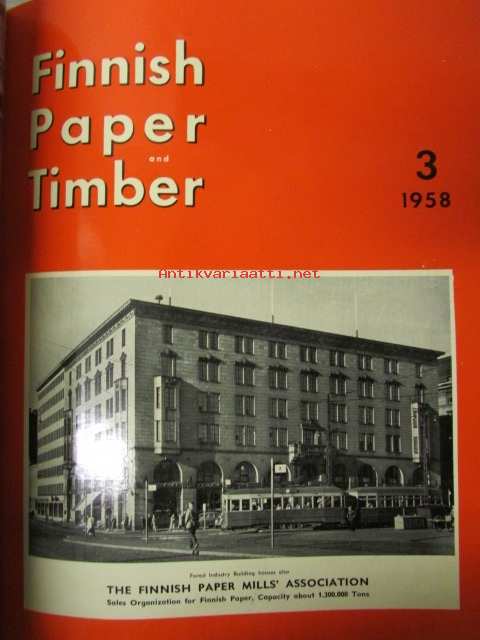 Finnish
Paper
and
Timber
3
1958
Antikvariaatti.net
Forest Industry Building houses also
THE FINNISH PAPER MILLS' ASSOCIATION
Sales Organization for Finnish Paper, Capacity about 1,300,000 Tons